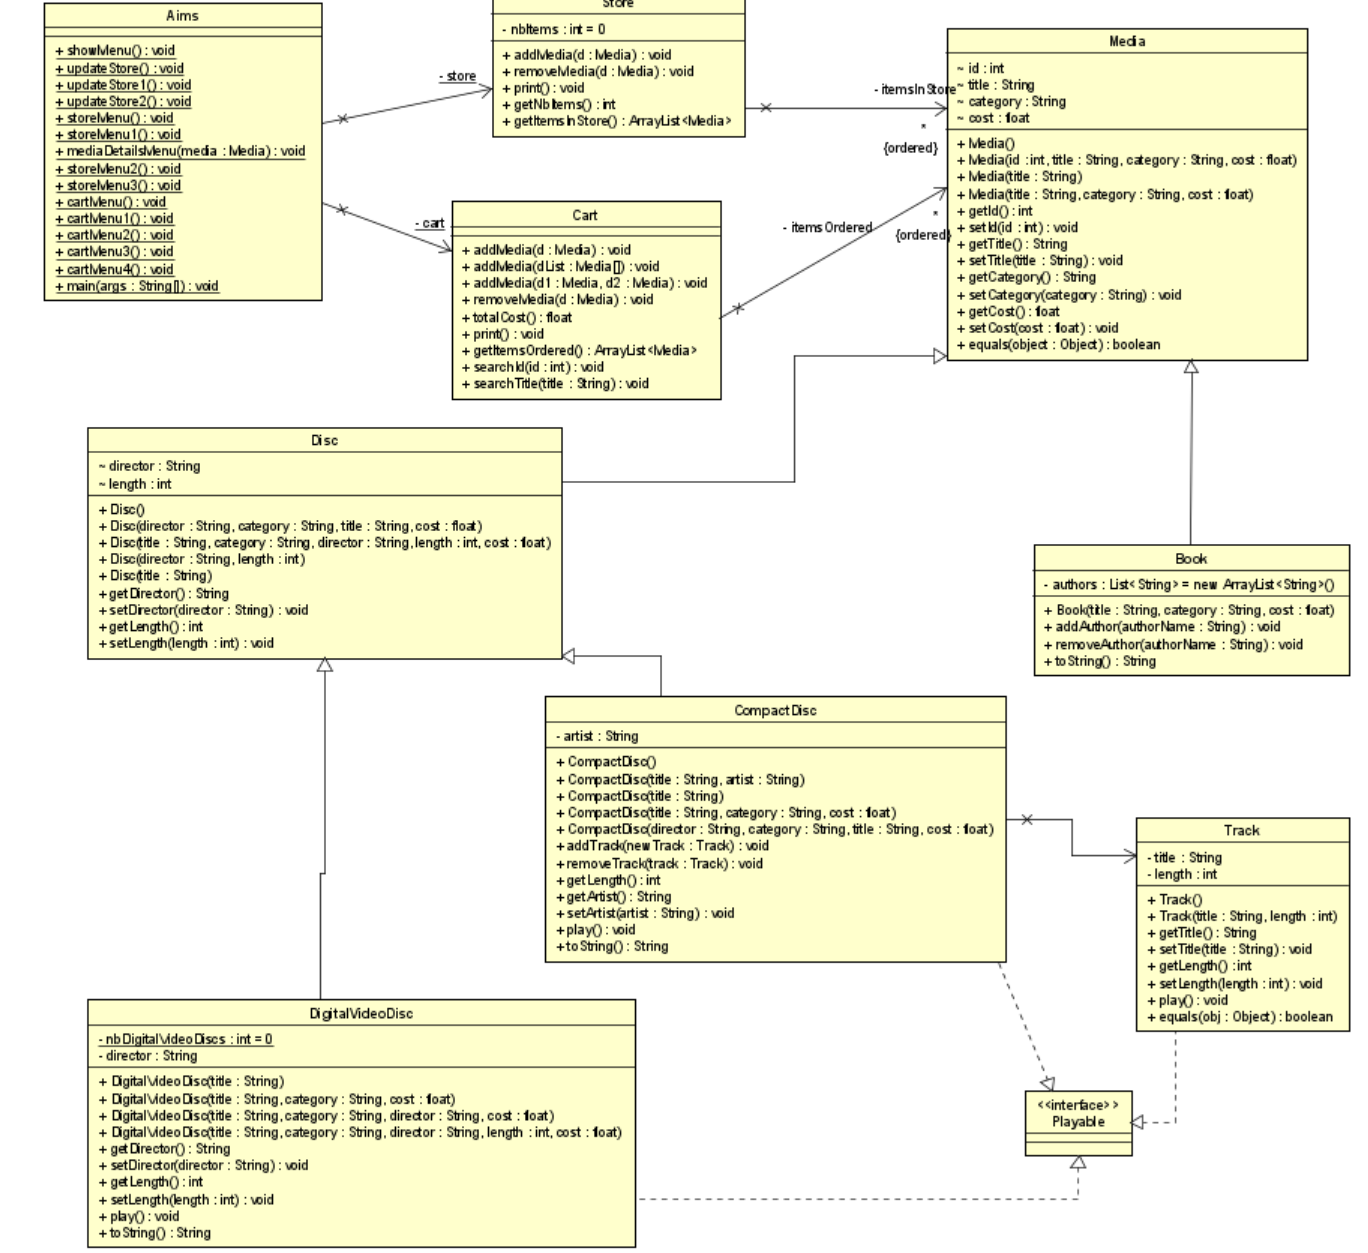 Aims
+ showMenu() : void
+ updateStore() : void
+ updateStore1() : void
+ updateStore2() : void
+ storeMenu() : void
+ storeMenu1() : void
+ mediaDetailsMenu(media : Media) : void
+ storeMenu2() : void
+ storeMenu3() : void
+ cartMenu() : void
+ cartMenu1() : void
+ cartMenu2() : void
+ cartMenu3() : void
+ cartMenu4() : void
+ main(args : String[]) : void
- store
- cart
Store
- nbItems : int = 0
+ addMedia(d : Media) : void
+ removeMedia(d : Media) : void
+ print() : void
+ getNbItems() : int
+ getItemsInStore() : ArrayList<Media>
- itemsInStore
*
{ordered}
Cart
+ addMedia(d : Media) : void
+ addMedia(dList : Media[]) : void
+ addMedia(d1 : Media, d2 : Media) : void
+ removeMedia(d : Media) : void
+ totalCost() : float
+ print() : void
+ getItemsOrdered() : ArrayList<Media>
+ searchId(id : int) : void
+ searchTitle(title : String) : void
- itemsOrdered
*
{ordered}
Media
~ id : int
~ title : String
~ category : String
~ cost : float
+ Media()
+ Media(id : int, title : String, category : String, cost : float)
+ Media(title : String)
+ Media(title : String, category : String, cost : float)
+ getId() : int
+ setId(id : int) : void
+ getTitle() : String
+ setTitle(title : String) : void
+ getCategory() : String
+ setCategory(category : String) : void
+ getCost() : float
+ setCost(cost : float) : void
+ equals(object : Object) : boolean
Disc
~ director : String
~ length : int
+ Disc()
+ Disc(director : String, category : String, title : String, cost : float)
+ Disc(title : String, category : String, director : String, length : int, cost : float)
+ Disc(director : String, length : int)
+ Disc(title : String)
+ getDirector() : String
+ setDirector(director : String) : void
+ getLength() : int
+ setLength(length : int) : void
Book
- authors : List<String> = new ArrayList<String>()
+ Book(title : String, category : String, cost : float)
+ addAuthor(authorName : String) : void
+ removeAuthor(authorName : String) : void
+ toString() : String
CompactDisc
- artist : String
+ CompactDisc()
+ CompactDisc(title : String, artist : String)
+ CompactDisc(title : String)
+ CompactDisc(title : String, category : String, cost : float)
+ CompactDisc(director : String, category : String, title : String, cost : float)
+ addTrack(newTrack : Track) : void
+ removeTrack(track : Track) : void
+ getLength() : int
+ getArtist() : String
+ setArtist(artist : String) : void
+ play() : void
+ toString() : String
Track
- title : String
- length : int
+ Track()
+ Track(title : String, length : int)
+ getTitle() : String
+ setTitle(title : String) : void
+ getLength() : int
+ setLength(length : int) : void
+ play() : void
+ equals(obj : Object) : boolean
DigitalVideoDisc
- nbDigitalVideoDiscs : int = 0
- director : String
+ DigitalVideoDisc(title : String)
+ DigitalVideoDisc(title : String, category : String, cost : float)
+ DigitalVideoDisc(title : String, category : String, director : String, cost : float)
+ DigitalVideoDisc(title : String, category : String, director : String, length : int, cost : float)
+ getDirector() : String
+ setDirector(director : String) : void
+ getLength() : int
+ setLength(length : int) : void
+ play() : void
+ toString() : String
<<interface>>
Playable